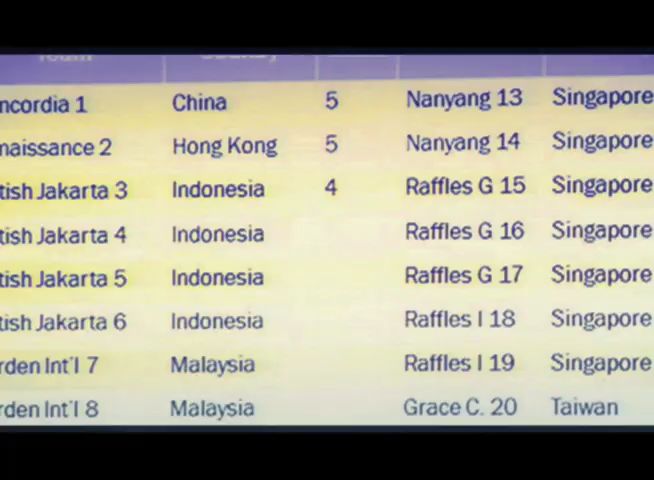 Team Country
ncordia 1 China 5 Nanyang 13 Singapore
naissance 2 Hong Kong 5 Nanyang 14 Singapore
tish Jakarta 3 Indonesia 4 Raffles G 15 Singapore
tish Jakarta 4 Indonesia Raffles G 16 Singapore
tish Jakarta 5 Indonesia Raffles G 17 Singapore
tish Jakarta 6 Indonesia Raffles I 18 Singapore
rden Int'l 7 Malaysia Raffles I 19 Singapore
rden Int'l 8 Malaysia Grace C. 20 Taiwan